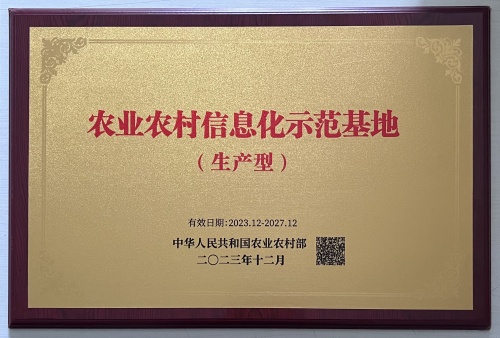 农业农村信息化示范基地
（生产型）
有效日期：2023.12-2027.12
中华人民共和国农业农村部
二〇二三年十二月